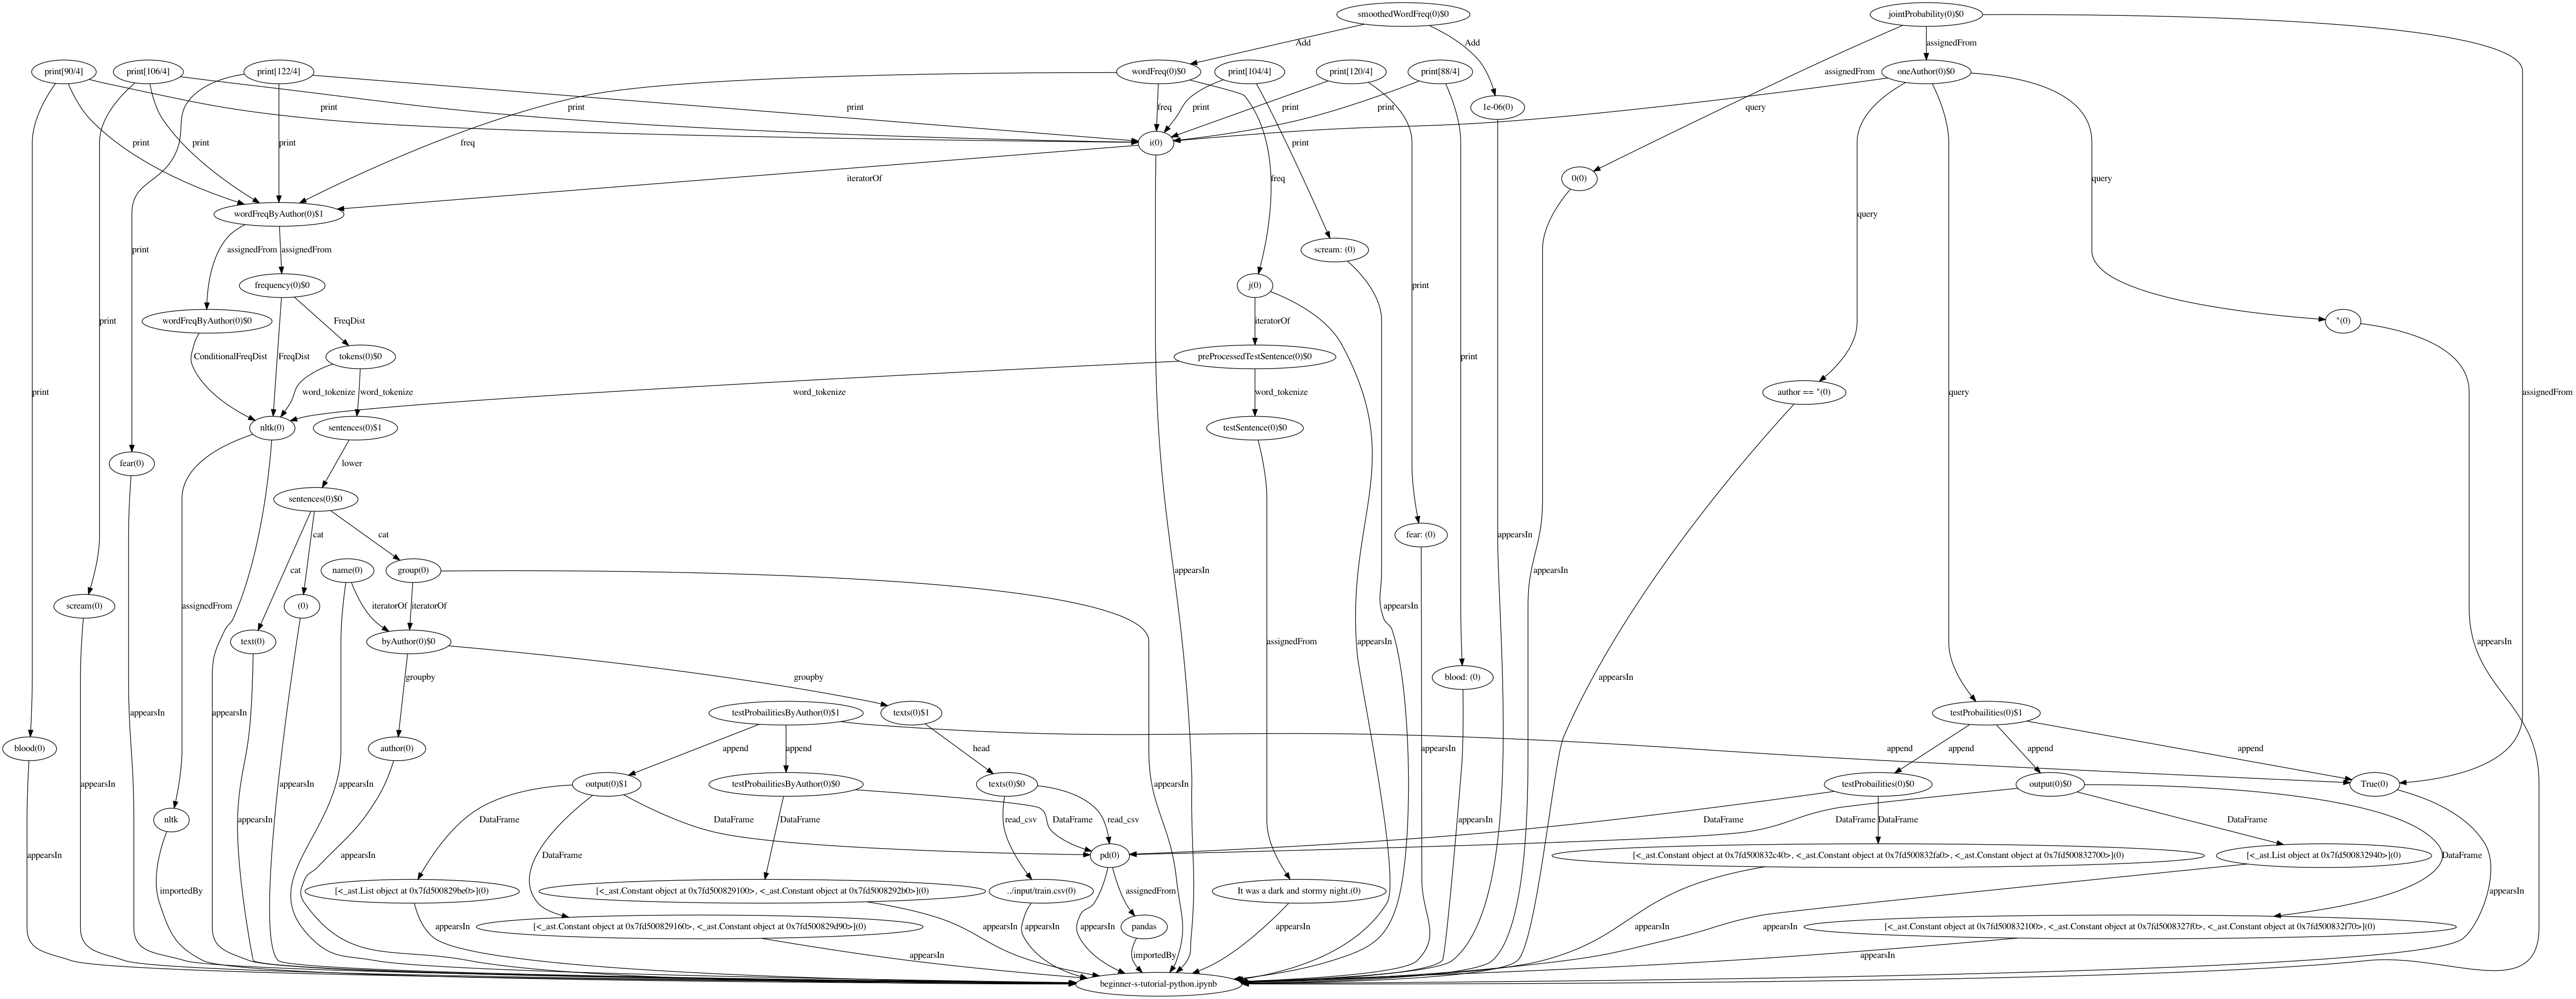 smoothedWordFreq(0)$0
jointProbability(0)$0
Add
Add
assignedFrom
print[90/4]
print[106/4]
print[122/4]
wordFreq(0)$0
print[104/4]
print[120/4]
print[88/4]
assignedFrom
oneAuthor(0)$0
print
print
print
freq
print
print
print
1e-06(0)
query
print
print
print
freq
i(0)
print
iteratorOf
freq
0(0)
query
wordFreqByAuthor(0)$1
query
print
assignedFrom
assignedFrom
scream: (0)
frequency(0)$0
j(0)
print
print
wordFreqByAuthor(0)$0
FreqDist
iteratorOf
"(0)
ConditionalFreqDist
FreqDist
tokens(0)$0
preProcessedTestSentence(0)$0
print
print
word_tokenize
word_tokenize
word_tokenize
word_tokenize
author == "(0)
query
assignedFrom
nltk(0)
sentences(0)$1
testSentence(0)$0
fear(0)
lower
sentences(0)$0
cat
cat
fear: (0)
appearsIn
name(0)
group(0)
cat
appearsIn
appearsIn
scream(0)
assignedFrom
(0)
iteratorOf
iteratorOf
appearsIn
text(0)
byAuthor(0)$0
assignedFrom
appearsIn
appearsIn
groupby
groupby
blood: (0)
appearsIn
appearsIn
appearsIn
testProbailitiesByAuthor(0)$1
texts(0)$1
testProbailities(0)$1
blood(0)
author(0)
append
append
head
appearsIn
append
append
append
append
appearsIn
appearsIn
appearsIn
appearsIn
output(0)$1
testProbailitiesByAuthor(0)$0
texts(0)$0
testProbailities(0)$0
output(0)$0
True(0)
nltk
appearsIn
DataFrame
DataFrame
DataFrame
DataFrame
read_csv
read_csv
appearsIn
DataFrame
DataFrame
DataFrame
DataFrame
appearsIn
appearsIn
DataFrame
pd(0)
[<_ast.Constant object at 0x7fd500832c40>, <_ast.Constant object at 0x7fd500832fa0>, <_ast.Constant object at 0x7fd500832700>](0)
[<_ast.List object at 0x7fd500832940>](0)
DataFrame
importedBy
[<_ast.List object at 0x7fd500829be0>](0)
[<_ast.Constant object at 0x7fd500829100>, <_ast.Constant object at 0x7fd5008292b0>](0)
../input/train.csv(0)
assignedFrom
It was a dark and stormy night.(0)
appearsIn
appearsIn
[<_ast.Constant object at 0x7fd500829160>, <_ast.Constant object at 0x7fd500829d90>](0)
appearsIn
appearsIn
appearsIn
pandas
appearsIn
appearsIn
appearsIn
[<_ast.Constant object at 0x7fd500832100>, <_ast.Constant object at 0x7fd5008327f0>, <_ast.Constant object at 0x7fd500832f70>](0)
appearsIn
importedBy
appearsIn
beginner-s-tutorial-python.ipynb